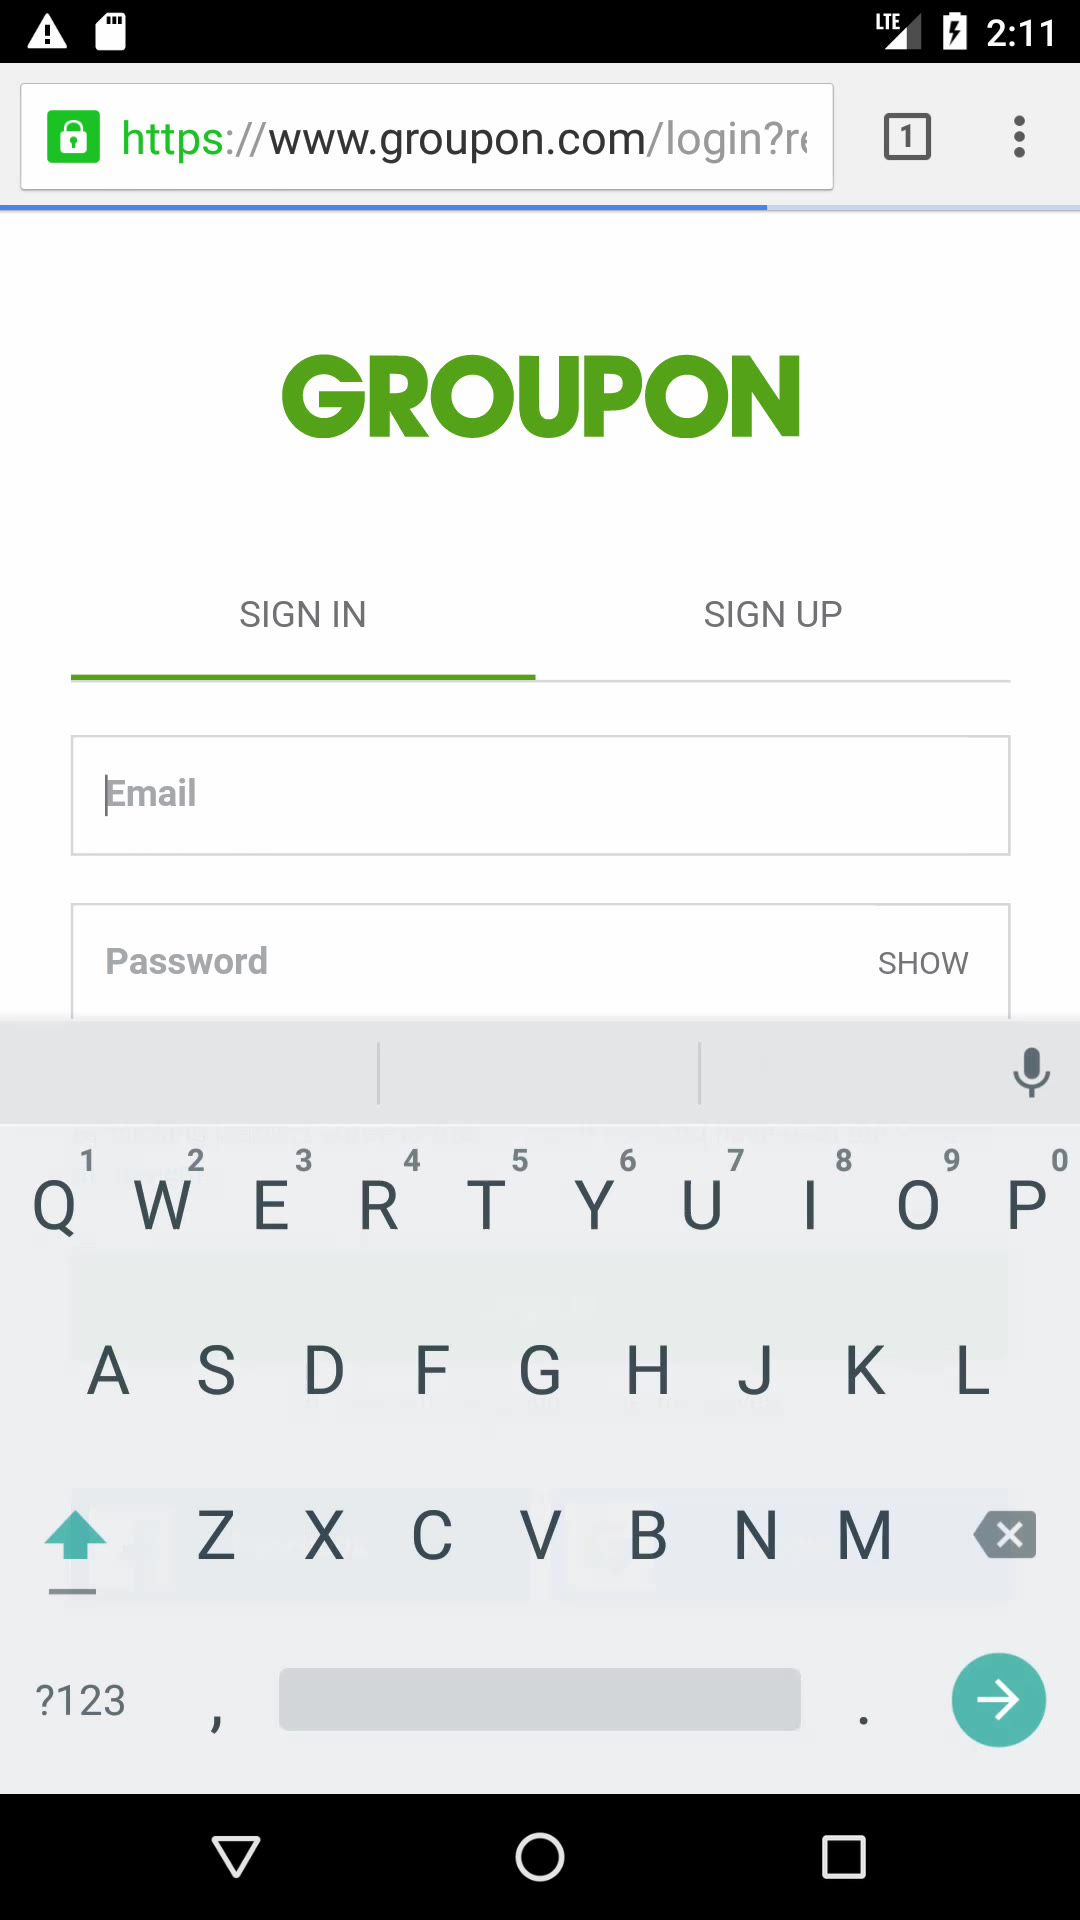 LTE 2:11
https://www.groupon.com/login?re
1
GROUPON
SIGN IN SIGN UP
Email
Password SHOW
1 2 3 4 5 6 7 8 9 0
Q W E R T Y U I O P
A S D F G H J K L
Z X C V B N M
?123 , .